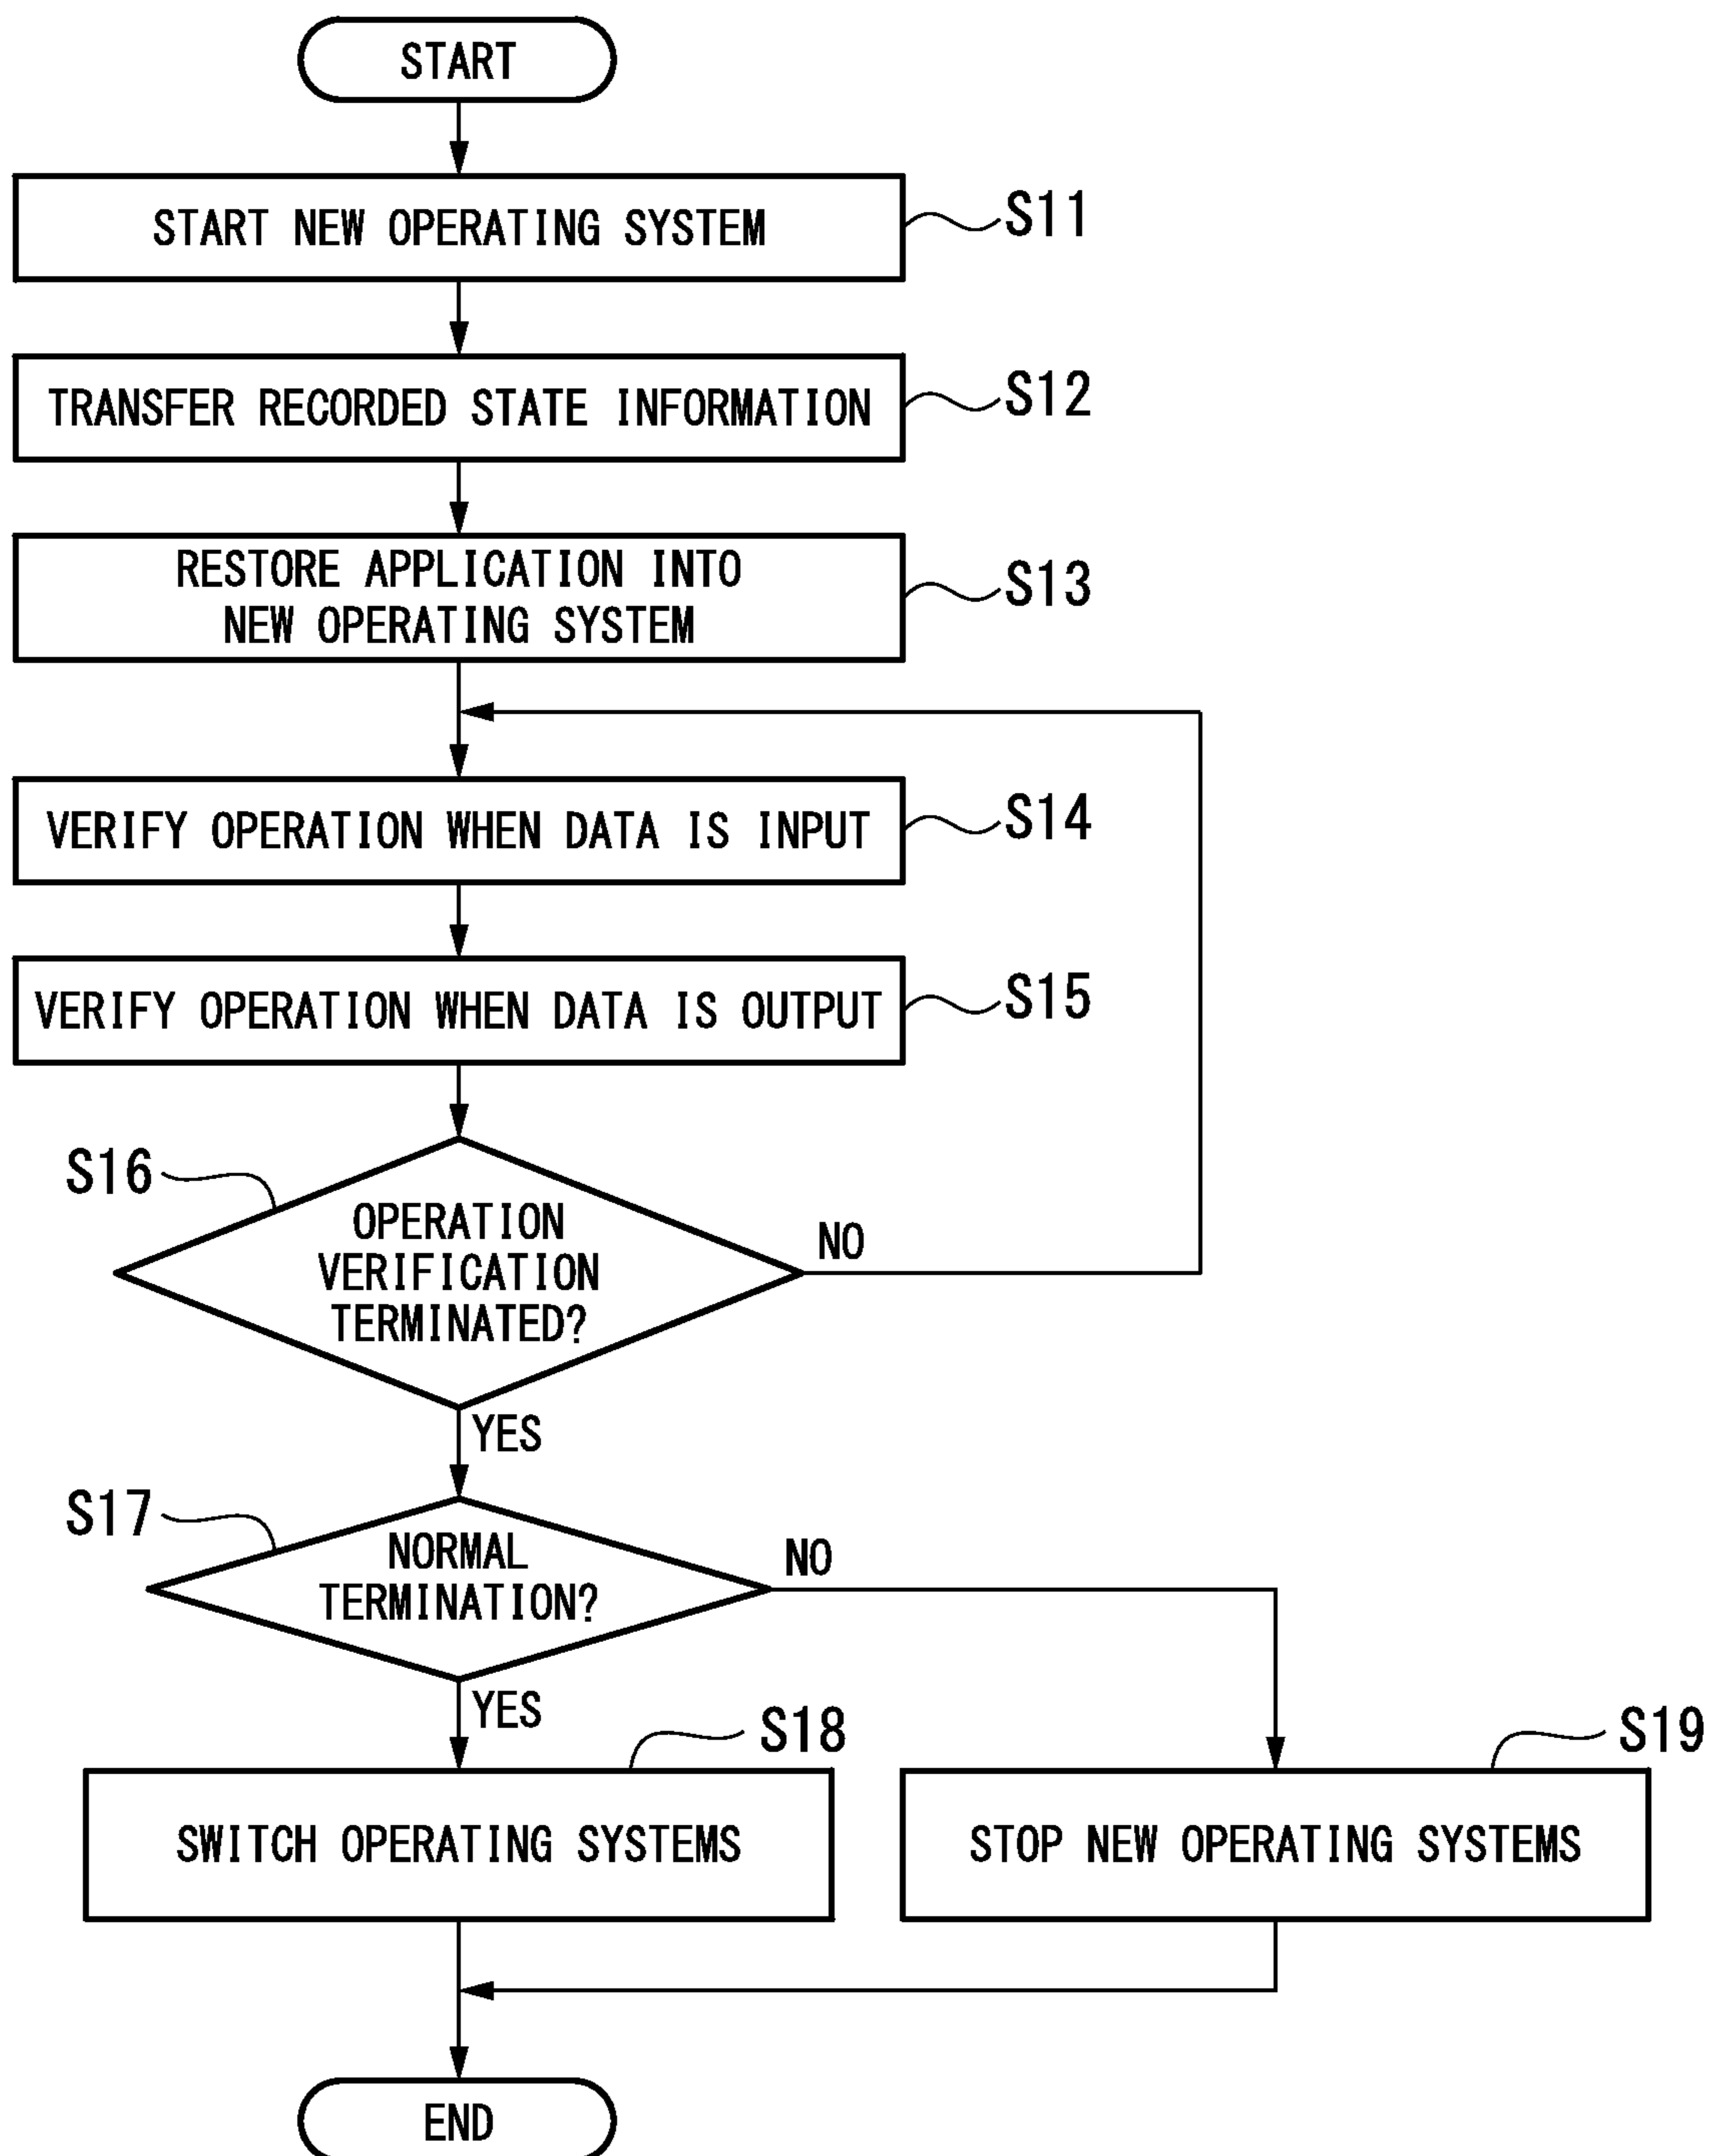 START
START NEW OPERATING SYSTEM
S11
TRANSFER RECORDED STATE INFORMATION
S12
RESTORE APPLICATION INTO
NEW OPERATING SYSTEM
S13
VERIFY OPERATION WHEN DATA IS INPUT
S14
VERIFY OPERATION WHEN DATA IS OUTPUT
S15
S16
OPERATION
VERIFICATION
TERMINATED?
NO
YES
S17
NORMAL
TERMINATION?
NO
YES
S18
S19
SWITCH OPERATING SYSTEMS
STOP NEW OPERATING SYSTEMS
END